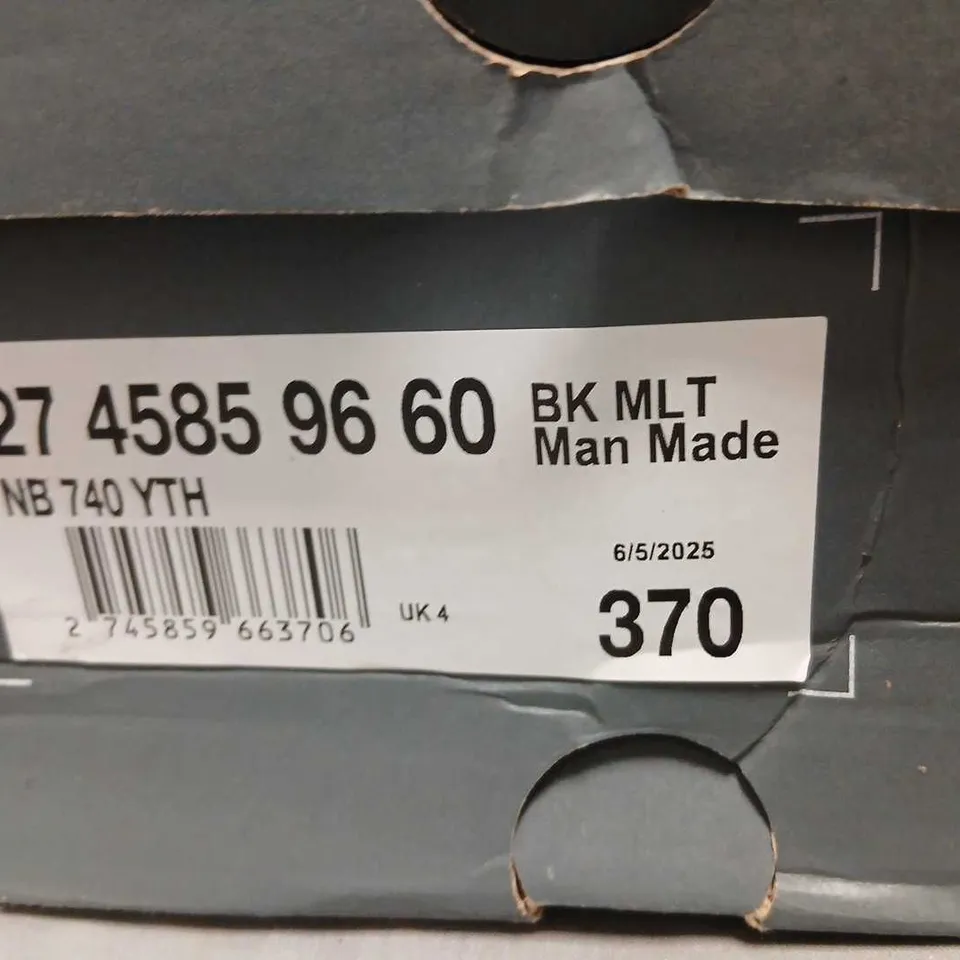 27 4585 96 60
BK MLT
Man Made
NB 740 YTH
6/5/2025
2 745859 663706
UK 4
370